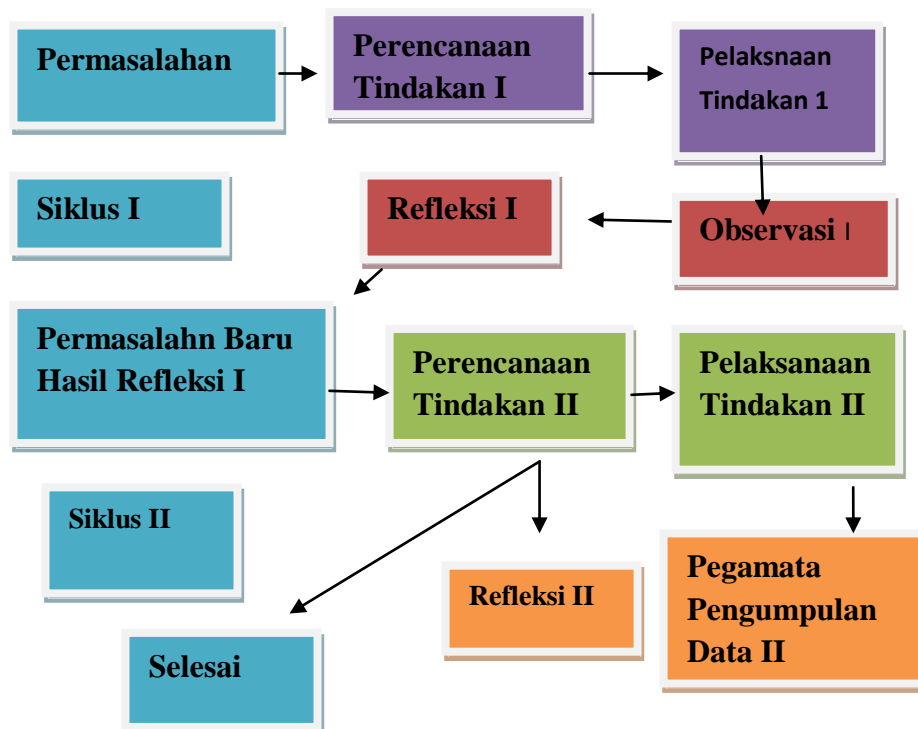 Permasalahan
Perencanaan
Tindakan I
Pelaksnaan
Tindakan 1
Siklus I
Refleksi I
Observasi I
Permasalahn Baru
Hasil Refleksi I
Perencanaan
Tindakan II
Pelaksanaan
Tindakan II
Siklus II
Refleksi II
Pegamata
Pengumpulan
Data II
Selesai